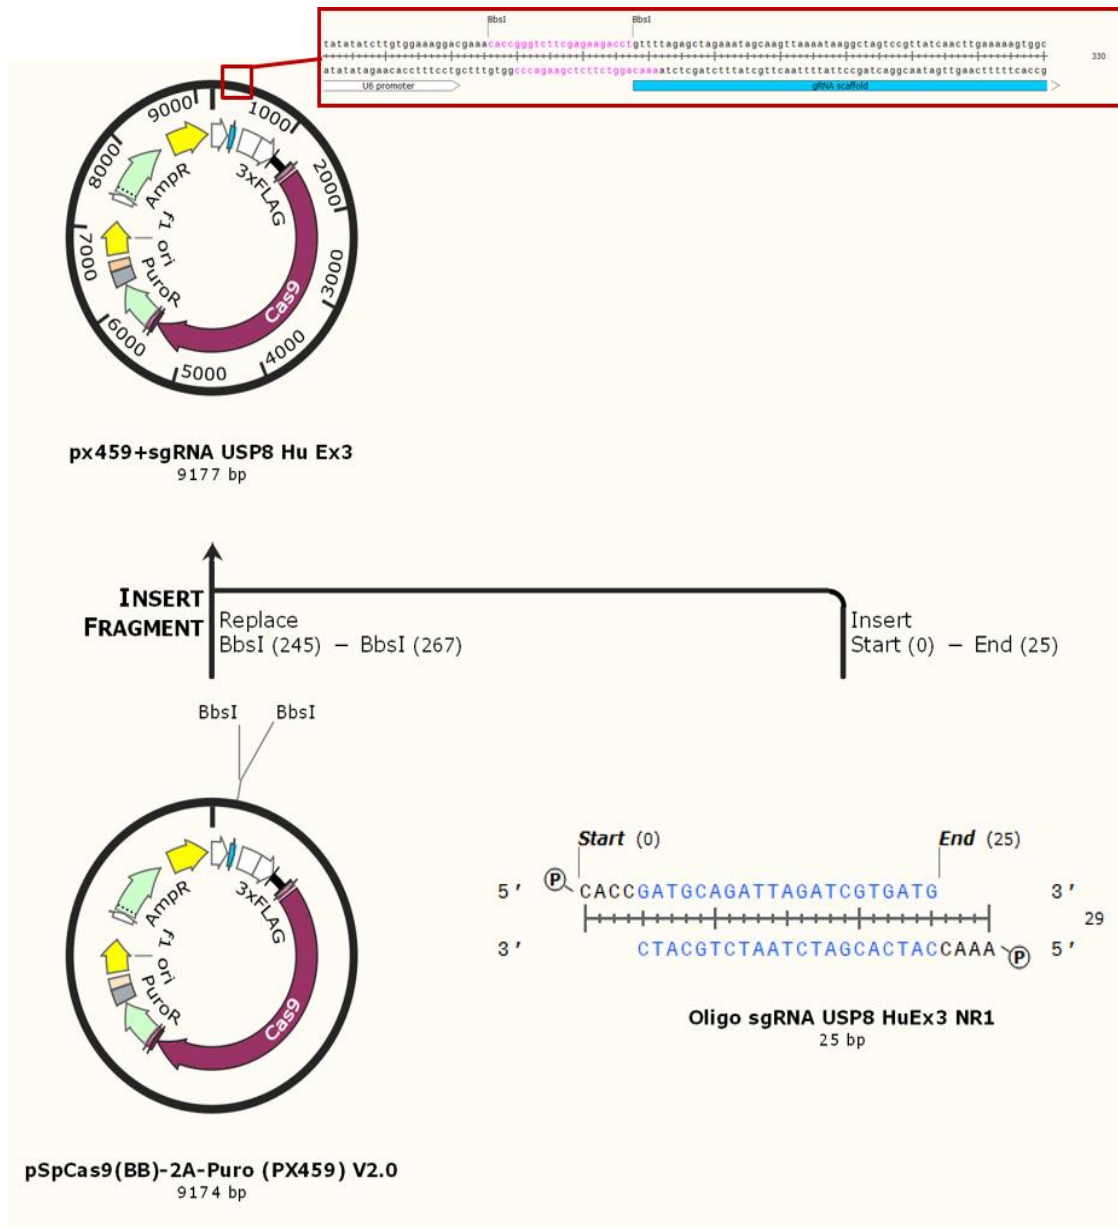 BbsI BbsI
tatatatcttgtggaaaggacgaaacaccgggtcttcgagaagacctgttttagagctagaaatagcaagttaaaataaggctagtccgttatcaacttgaaaaagtggc
330
atatatagaacacctttcctgctttgtggcccagaagctcttctggacaaaatctcgatctttatcgttcaattttattccgatcaggcaatagttgaactttttcaccg
U6 promoter gRNA scaffold
1000
2000
3000
4000
5000
6000
7000
8000
9000
3xFLAG
Cas9
PuroR
f1 ori
AmpR
px459+sgRNA USP8 Hu Ex3
9177 bp
INSERT
FRAGMENT
Replace
BbsI (245) – BbsI (267)
Insert
Start (0) – End (25)
BbsI BbsI
3xFLAG
Cas9
PuroR
f1 ori
AmpR
pSpCas9(BB)-2A-Puro (PX459) V2.0
9174 bp
Start (0) End (25)
5' P CACCGATGCAGATTAGATCGTGATG 3'
29
3' CTACGTCTAATCTAGCACTACCAAA P 5'
Oligo sgRNA USP8 HuEx3 NR1
25 bp